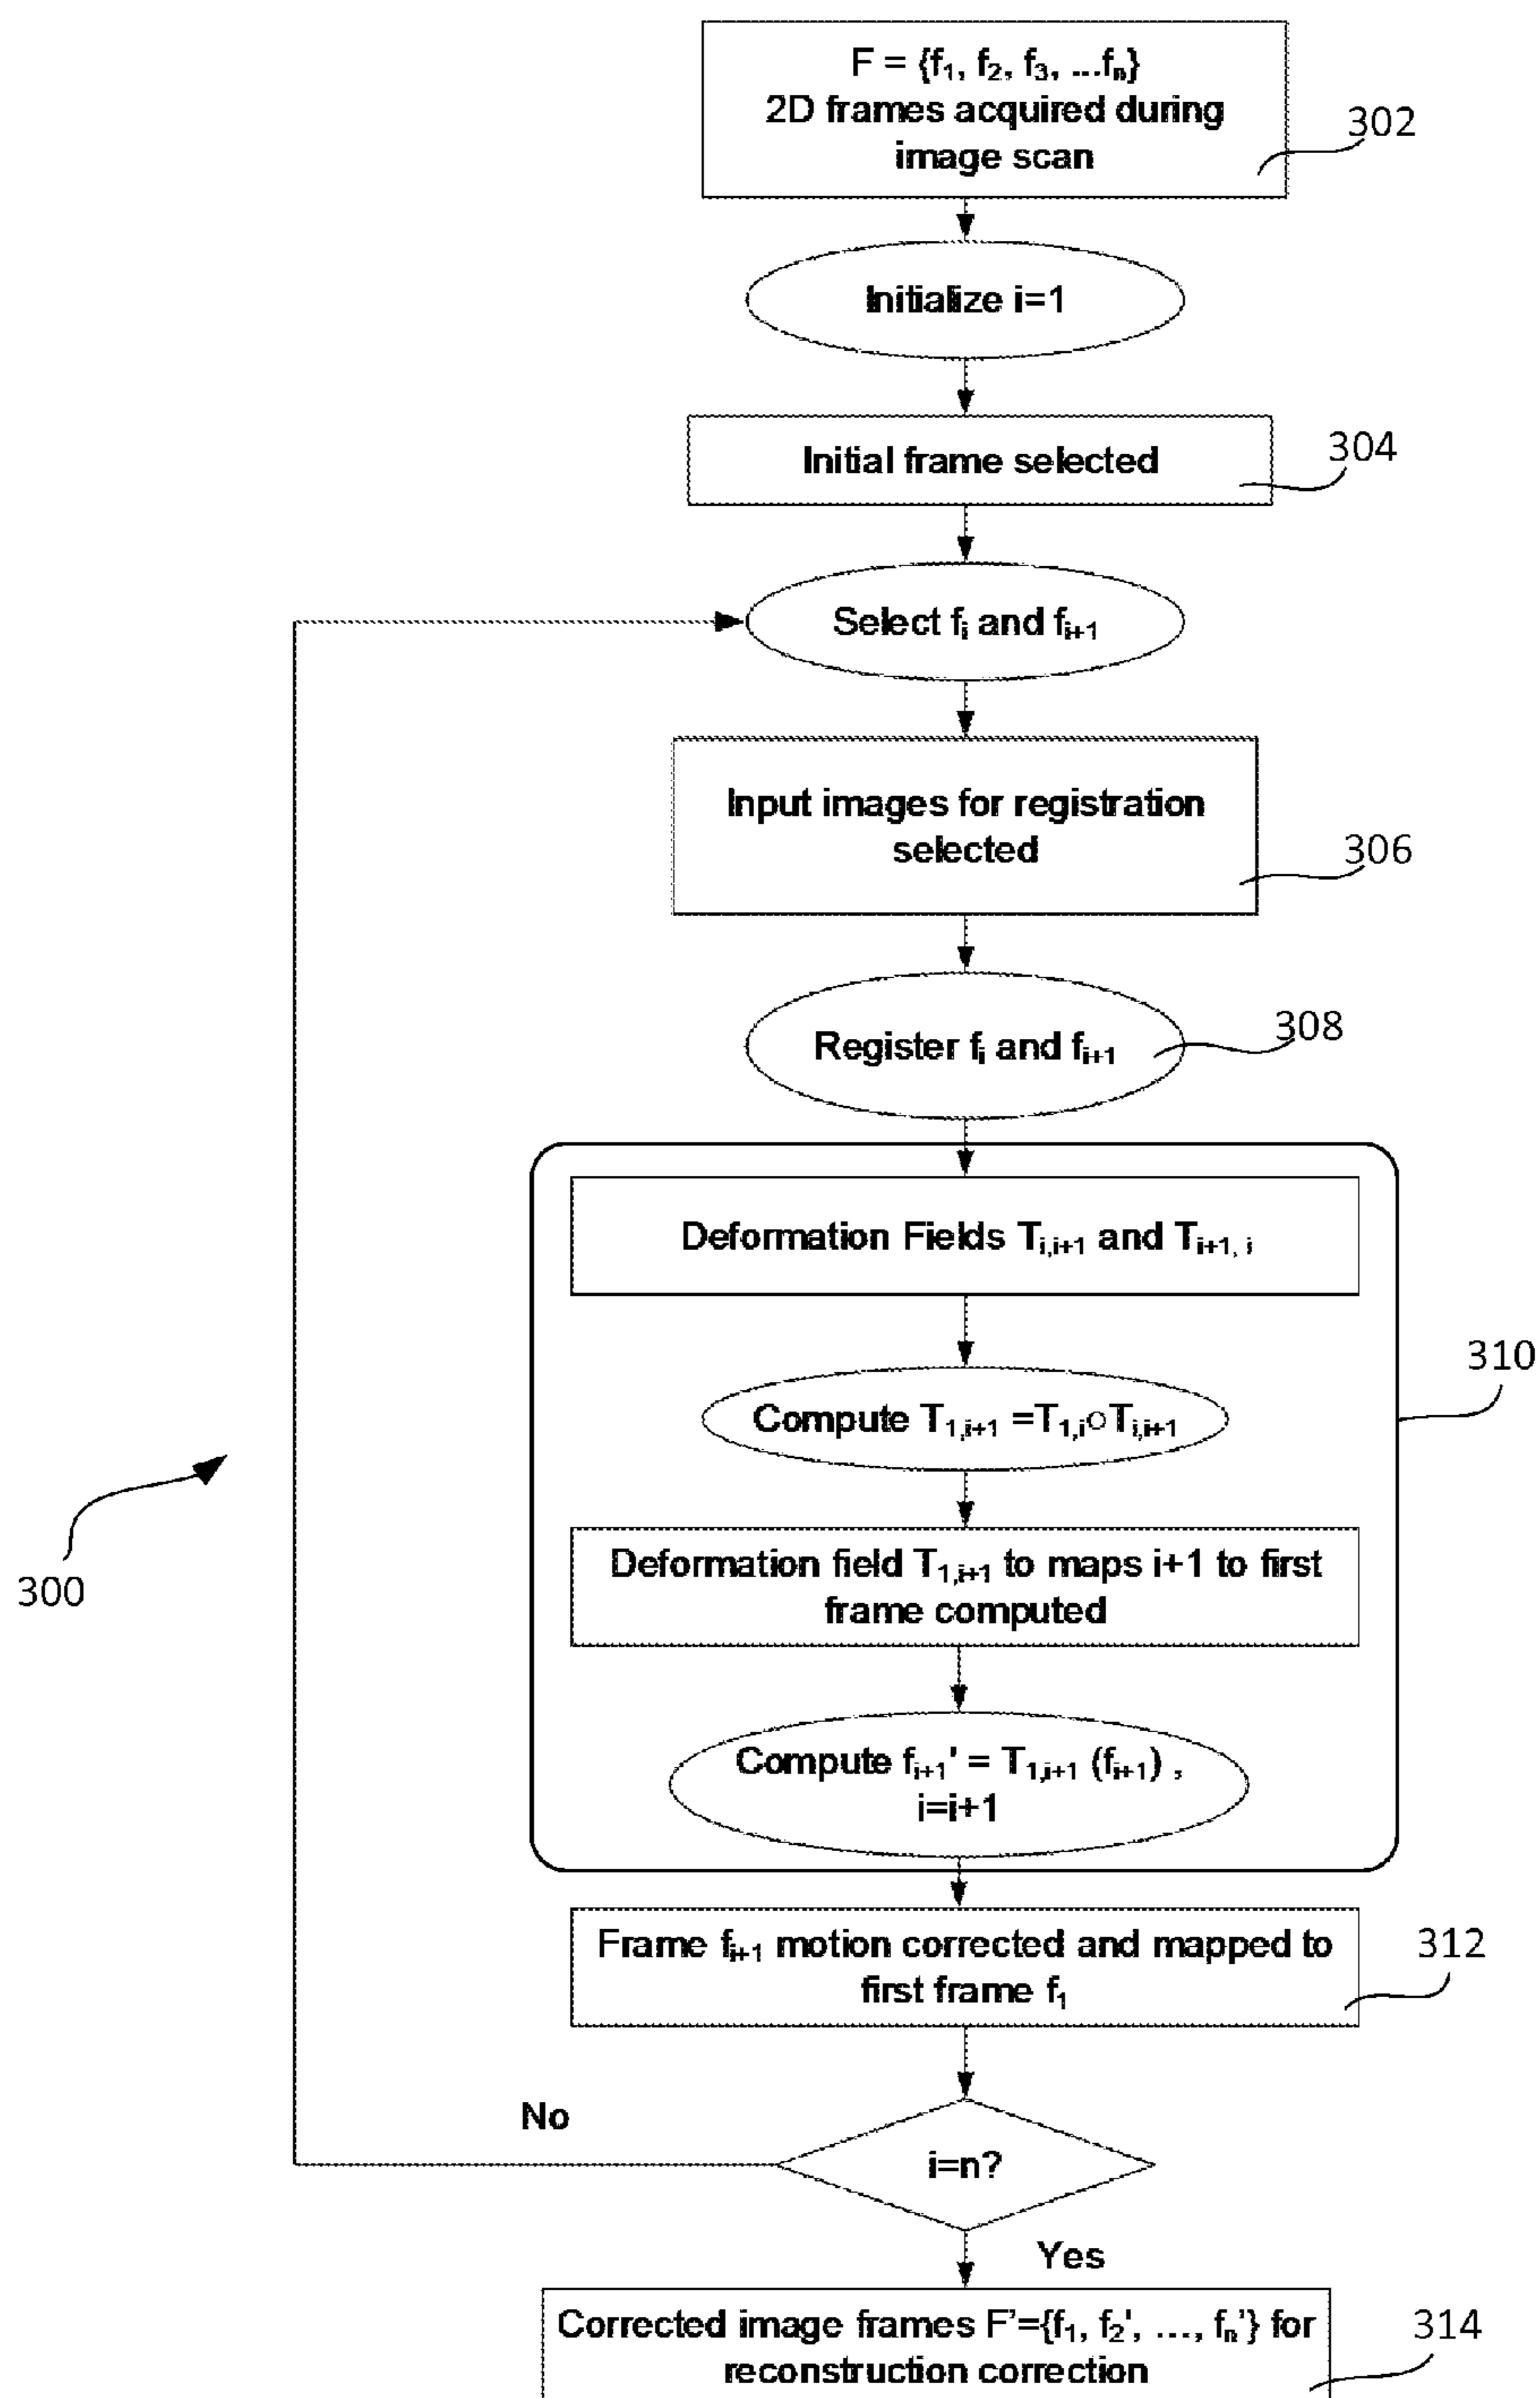 F = {f₁, f₂, f₃, ...fₙ}
2D frames acquired during
image scan
302
Initialize i=1
Initial frame selected
304
Select fᵢ and fᵢ₊₁
Input images for registration
selected
306
Register fᵢ and fᵢ₊₁
308
Deformation Fields Tᵢ,ᵢ₊₁ and Tᵢ₊₁, ᵢ
Compute T₁,ᵢ₊₁ =T₁,ᵢ○Tᵢ,ᵢ₊₁
310
Deformation field T₁,ᵢ₊₁ to maps i+1 to first
frame computed
300
Compute fᵢ₊₁' = T₁,ᵢ₊₁ (fᵢ₊₁) ,
i=i+1
Frame fᵢ₊₁ motion corrected and mapped to
first frame f₁
312
No
i=n?
Yes
Corrected image frames F'={f₁, f₂', ..., fₙ'} for
reconstruction correction
314